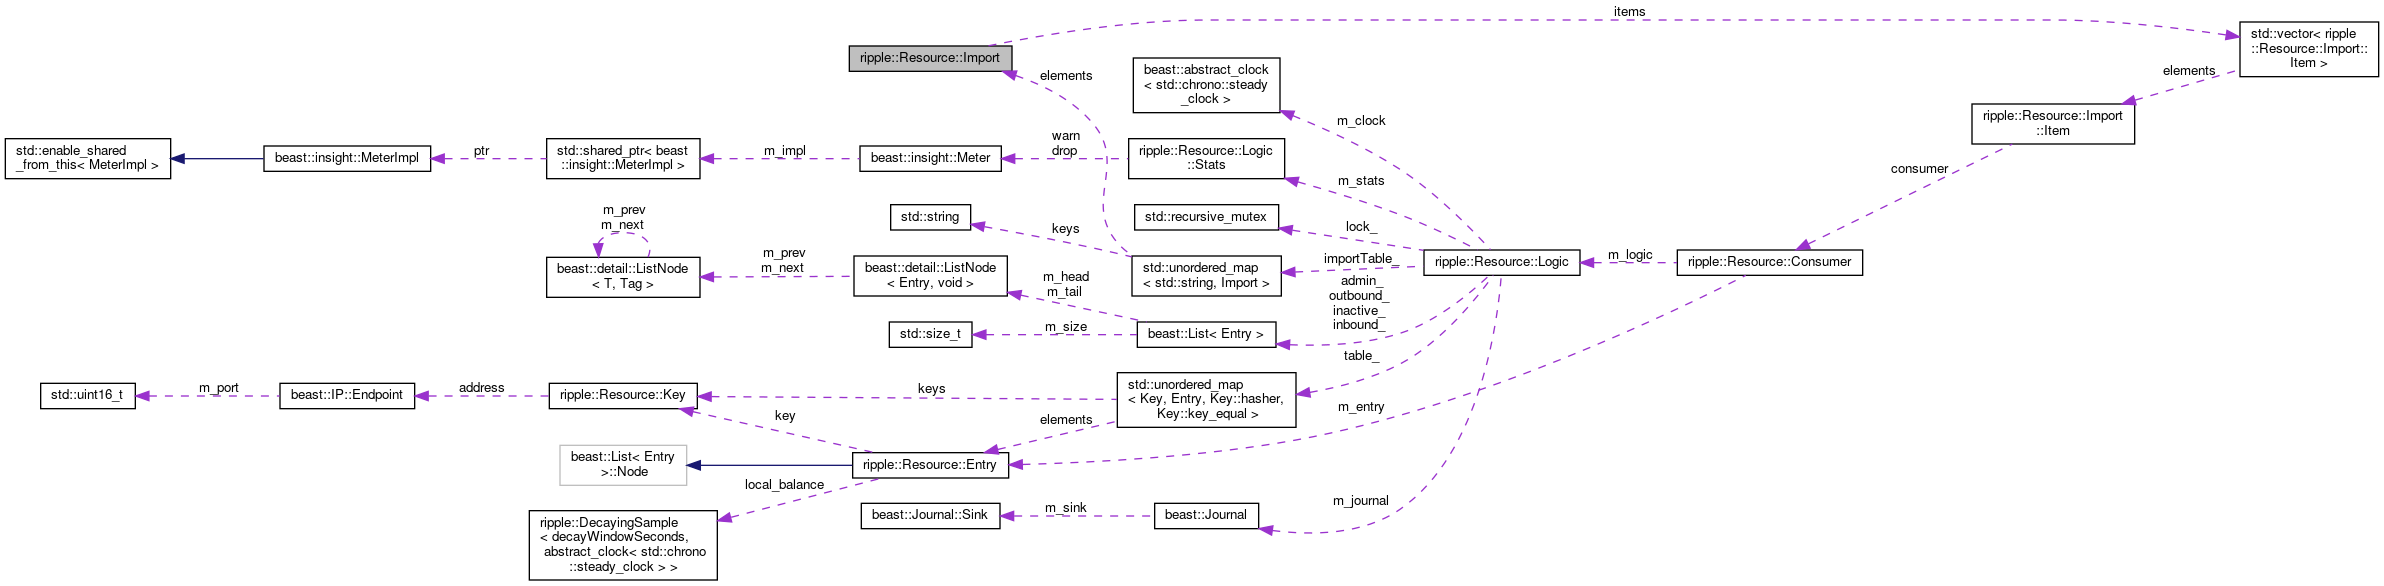 items
ripple::Resource::Import
std::vector< ripple
::Resource::Import::
Item >
elements
beast::abstract_clock
< std::chrono::steady
_clock >
elements
ripple::Resource::Import
::Item
m_clock
std::enable_shared
_from_this< MeterImpl >
beast::insight::MeterImpl
ptr
std::shared_ptr< beast
::insight::MeterImpl >
m_impl
beast::insight::Meter
warn
drop
ripple::Resource::Logic
::Stats
m_stats
consumer
m_prev
m_next
std::string
keys
std::recursive_mutex
lock_
beast::detail::ListNode
< T, Tag >
m_prev
m_next
beast::detail::ListNode
< Entry, void >
std::unordered_map
< std::string, Import >
importTable_
ripple::Resource::Logic
m_logic
ripple::Resource::Consumer
m_head
m_tail
admin_
outbound_
inactive_
inbound_
std::size_t
m_size
beast::List< Entry >
table_
std::uint16_t
m_port
beast::IP::Endpoint
address
ripple::Resource::Key
keys
std::unordered_map
< Key, Entry, Key::hasher,
Key::key_equal >
key
elements
m_entry
beast::List< Entry
>::Node
ripple::Resource::Entry
local_balance
beast::Journal::Sink
m_sink
beast::Journal
m_journal
ripple::DecayingSample
< decayWindowSeconds,
abstract_clock< std::chrono
::steady_clock > >